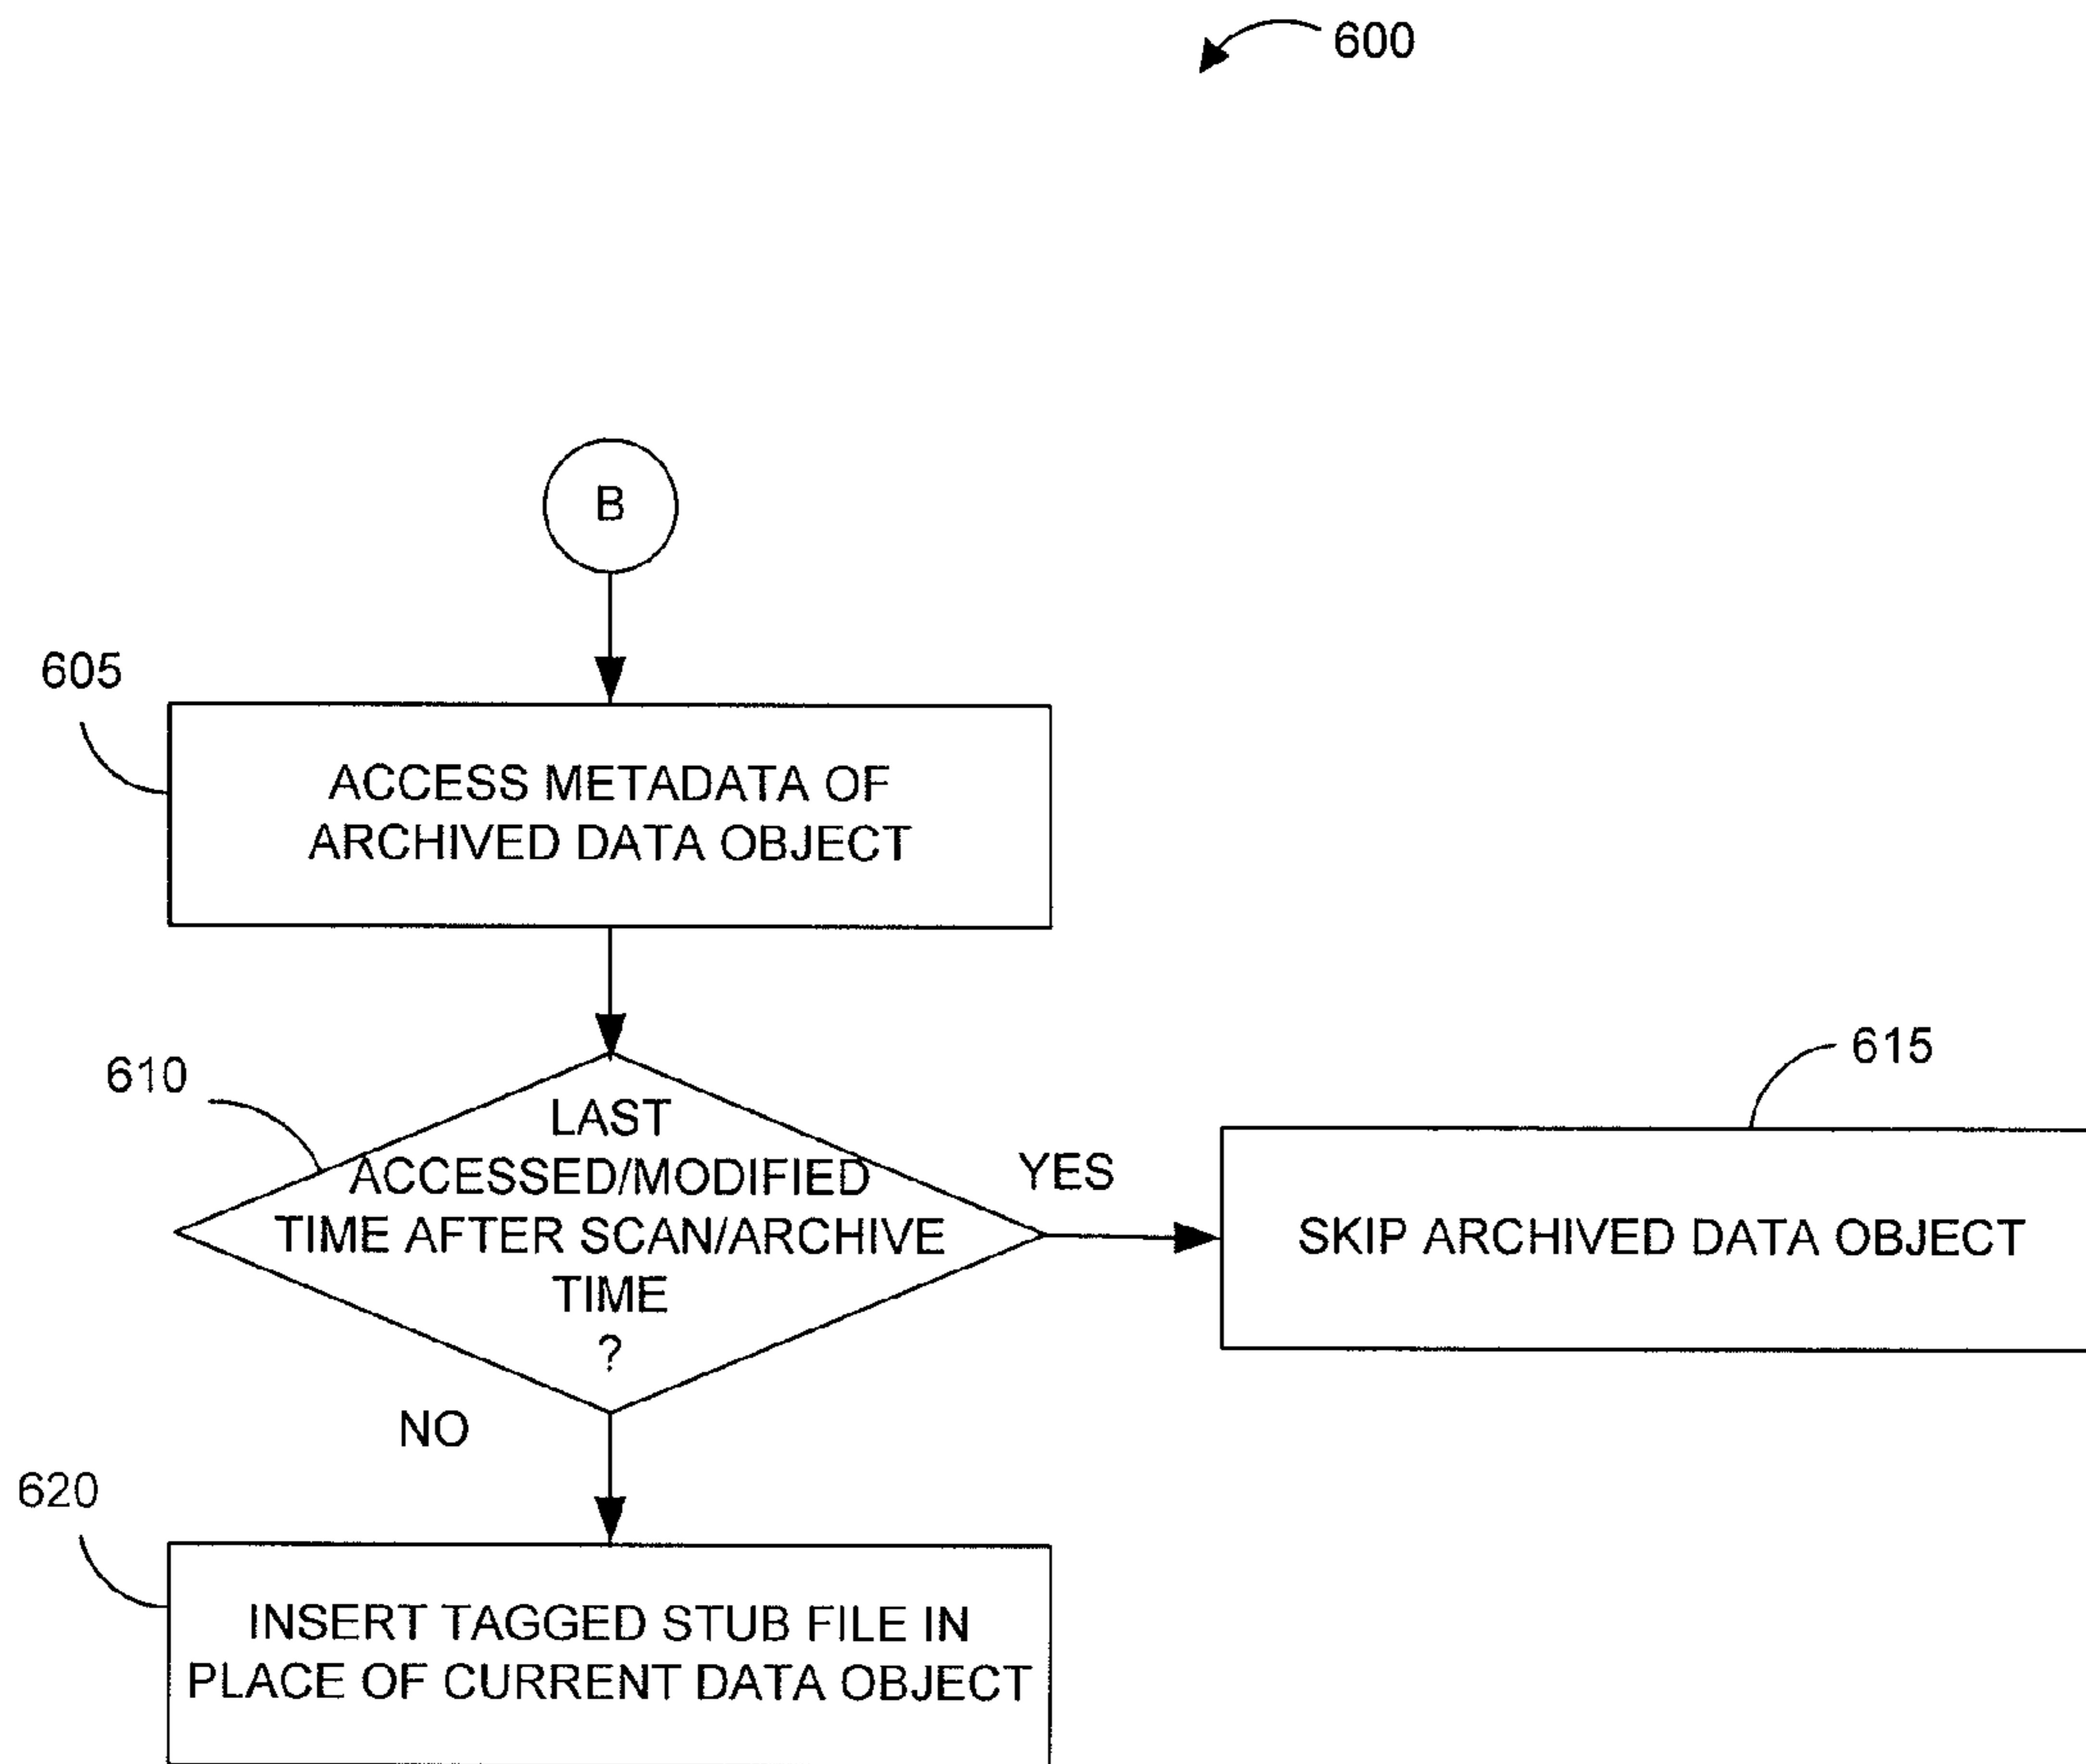 600
B
605
ACCESS METADATA OF
ARCHIVED DATA OBJECT
610
LAST
ACCESSED/MODIFIED
TIME AFTER SCAN/ARCHIVE
TIME
?
YES
615
SKIP ARCHIVED DATA OBJECT
NO
620
INSERT TAGGED STUB FILE IN
PLACE OF CURRENT DATA OBJECT